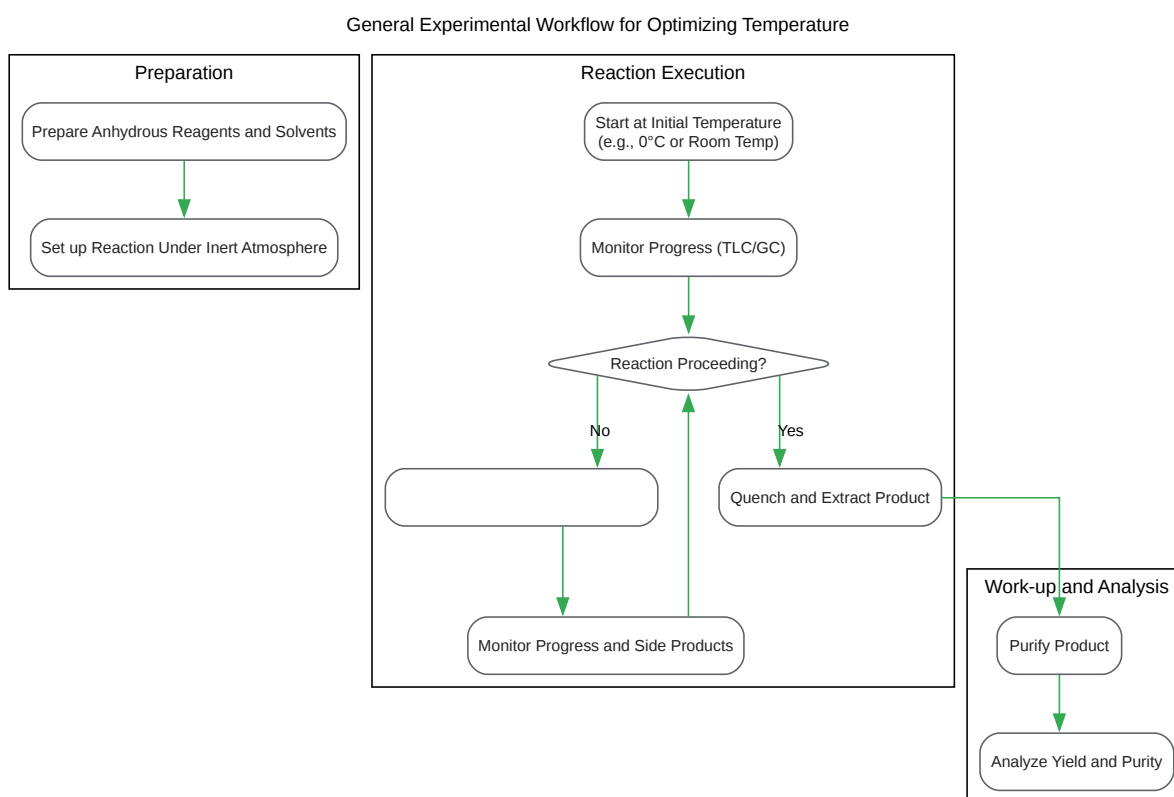 General Experimental Workflow for Optimizing Temperature
Preparation
Prepare Anhydrous Reagents and Solvents
Set up Reaction Under Inert Atmosphere
Reaction Execution
Start at Initial Temperature
(e.g., 0°C or Room Temp)
Monitor Progress (TLC/GC)
Reaction Proceeding?
No
Yes
Quench and Extract Product
Monitor Progress and Side Products
Work-up and Analysis
Purify Product
Analyze Yield and Purity